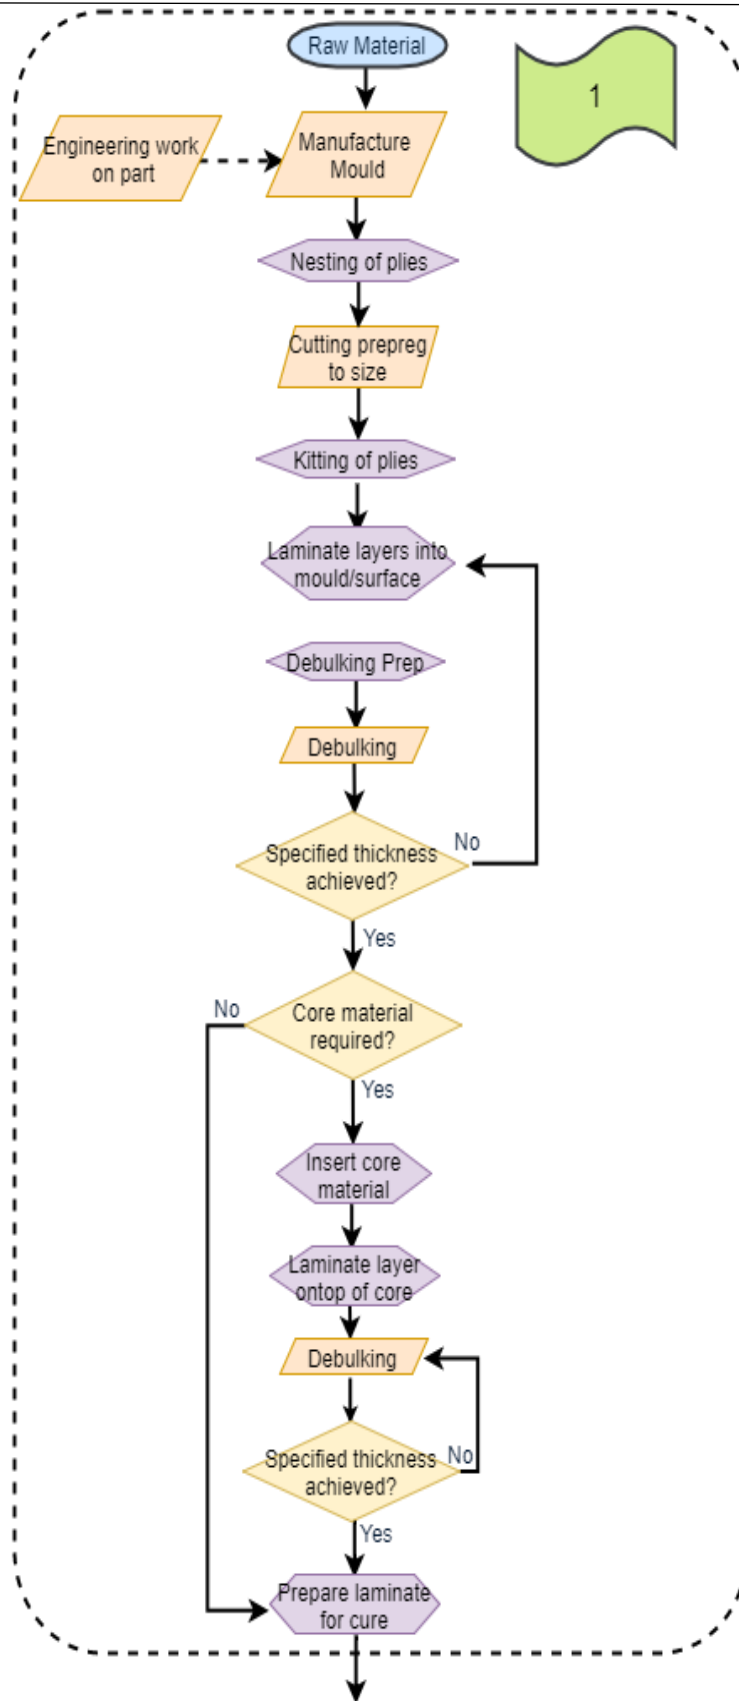 Raw Material
1
Engineering work
on part
Manufacture
Mould
Nesting of plies
Cutting prepreg
to size
Kitting of plies
Laminate layers into
mould/surface
Debulking Prep
Debulking
Specified thickness
achieved?
No
Yes
Core material
required?
No
Yes
Insert core
material
Laminate layer
ontop of core
Debulking
Specified thickness
achieved?
No
Yes
Prepare laminate
for cure